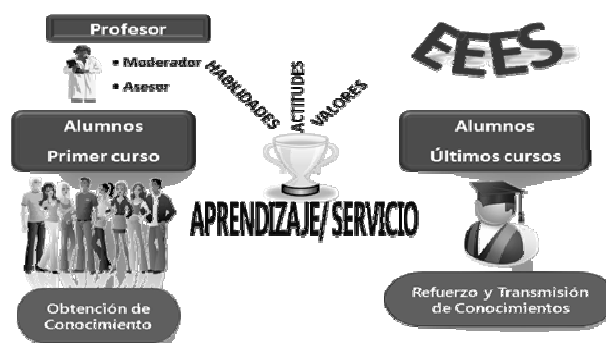 Profesor
• Moderador
• Asesor
HABILIDADES
ACTITUDES
VALORES
EEES
Alumnos
Primer curso
Alumnos
Últimos cursos
APRENDIZAJE/ SERVICIO
Obtención de
Conocimiento
Refuerzo y Transmisión
de Conocimientos